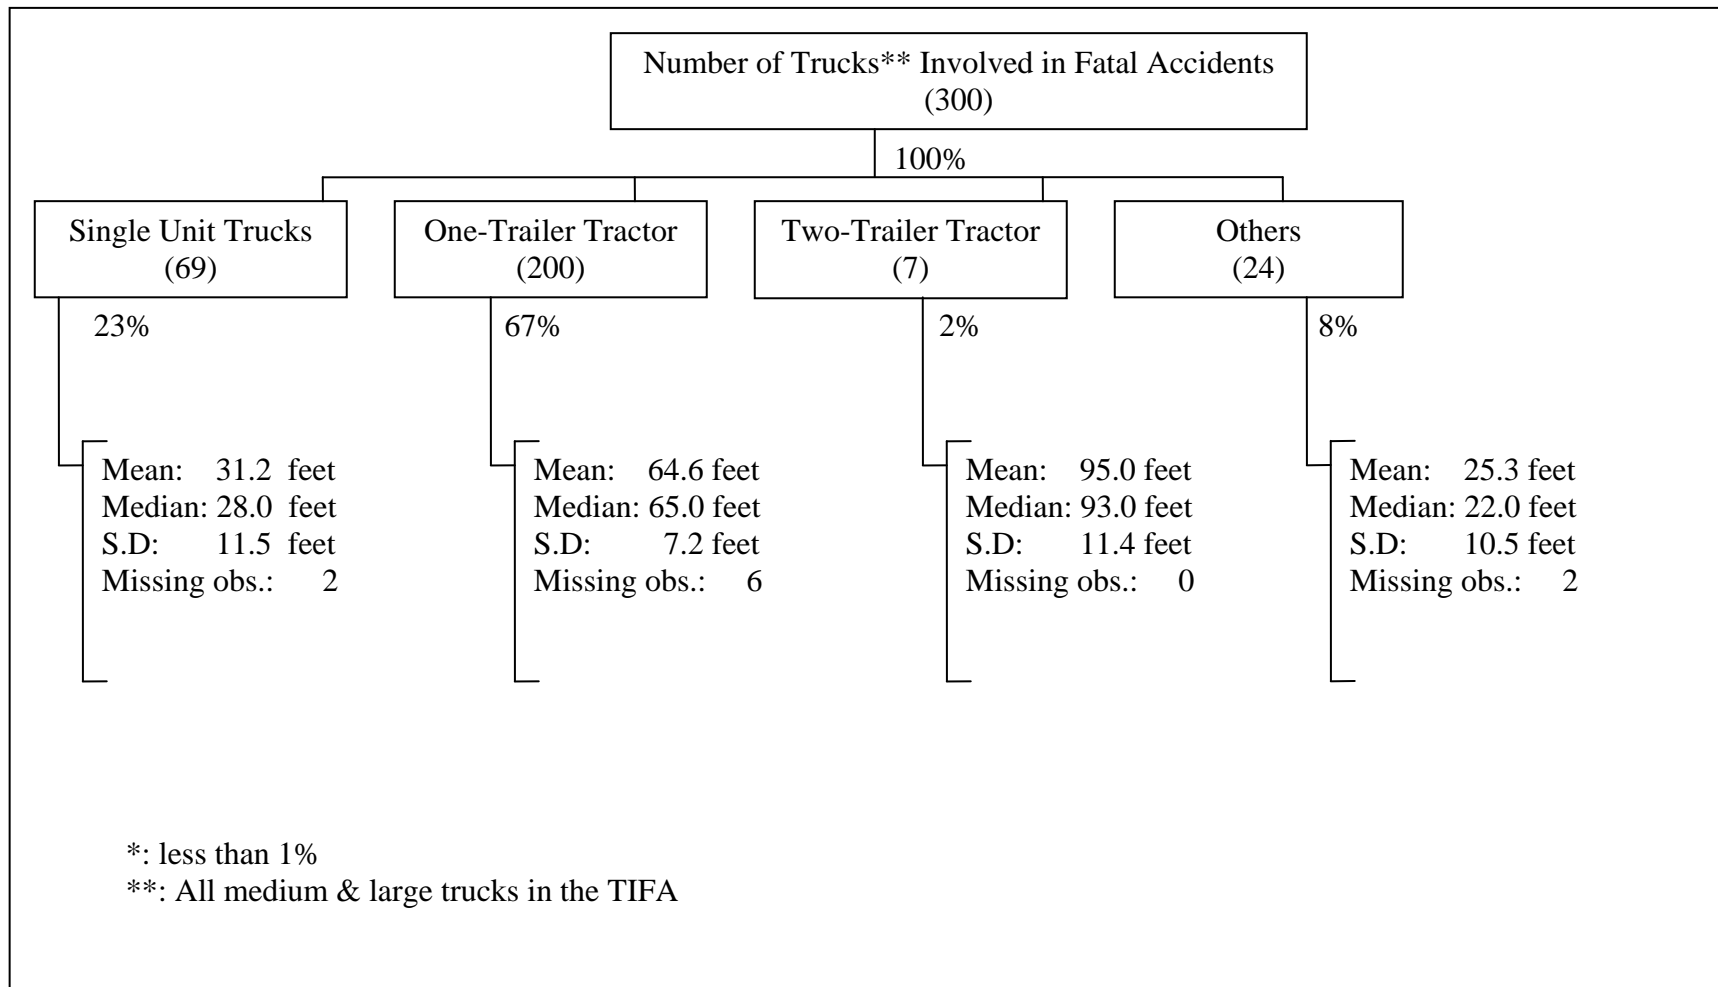 Number of Trucks** Involved in Fatal Accidents
(300)
100%
Single Unit Trucks
(69)
One-Trailer Tractor
(200)
Two-Trailer Tractor
(7)
Others
(24)
23%
67%
2%
8%
Mean: 31.2 feet
Median: 28.0 feet
S.D: 11.5 feet
Missing obs.: 2
Mean: 64.6 feet
Median: 65.0 feet
S.D: 7.2 feet
Missing obs.: 6
Mean: 95.0 feet
Median: 93.0 feet
S.D: 11.4 feet
Missing obs.: 0
Mean: 25.3 feet
Median: 22.0 feet
S.D: 10.5 feet
Missing obs.: 2
*: less than 1%
**: All medium & large trucks in the TIFA